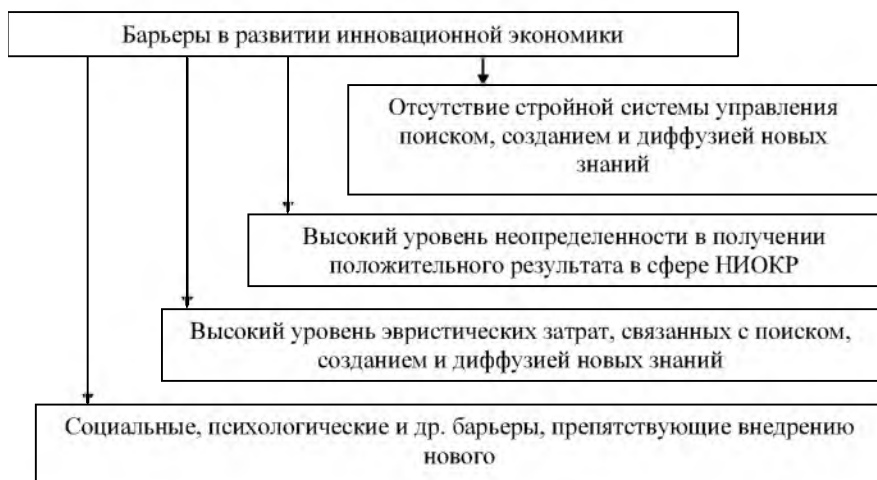 Барьеры в развитии инновационной экономики
Отсутствие стройной системы управления
поиском, созданием и диффузией новых
знаний
Высокий уровень неопределенности в получении
положительного результата в сфере НИОКР
Высокий уровень эвристических затрат, связанных с поиском,
созданием и диффузией новых знаний
Социальные, психологические и др. барьеры, препятствующие внедрению
нового